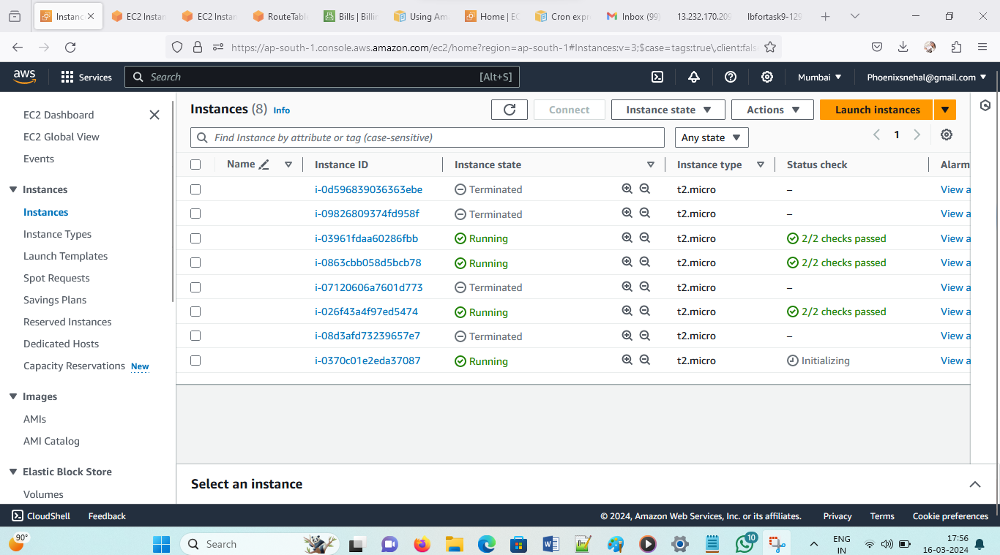 Instanc
EC2 Instan
EC2 Instan
RouteTabl
Bills | Billin
Using Ama
Home | EC
Cron expr
Inbox (99)
13.232.170.209
lbfortask9-129
https://ap-south-1.console.aws.amazon.com/ec2/home?region=ap-south-1#Instances:v=3;$case=tags:true\,client:fals
aws
Services
Search
[Alt+S]
Mumbai
Phoenixsnehal@gmail.com
EC2 Dashboard
EC2 Global View
Events
Instances
Instances
Instance Types
Launch Templates
Spot Requests
Savings Plans
Reserved Instances
Dedicated Hosts
Capacity Reservations New
Images
AMIs
AMI Catalog
Elastic Block Store
Volumes
Instances (8) Info
Connect
Instance state
Actions
Launch instances
Find Instance by attribute or tag (case-sensitive)
Any state
1
Name Instance ID Instance state Instance type Status check Alarm
i-0d596839036363ebe Terminated t2.micro – View a
i-09826809374fd958f Terminated t2.micro – View a
i-03961fdaa60286fbb Running t2.micro 2/2 checks passed View a
i-0863cbb058d5bcb78 Running t2.micro 2/2 checks passed View a
i-07120606a7601d773 Terminated t2.micro – View a
i-026f43a4f97ed5474 Running t2.micro 2/2 checks passed View a
i-08d3afd73239657e7 Terminated t2.micro – View a
i-0370c01e2eda37087 Running t2.micro Initializing View a
Select an instance
CloudShell
Feedback
© 2024, Amazon Web Services, Inc. or its affiliates.
Privacy
Terms
Cookie preferences
90°
Search
10
ENG
IN
17:56
16-03-2024